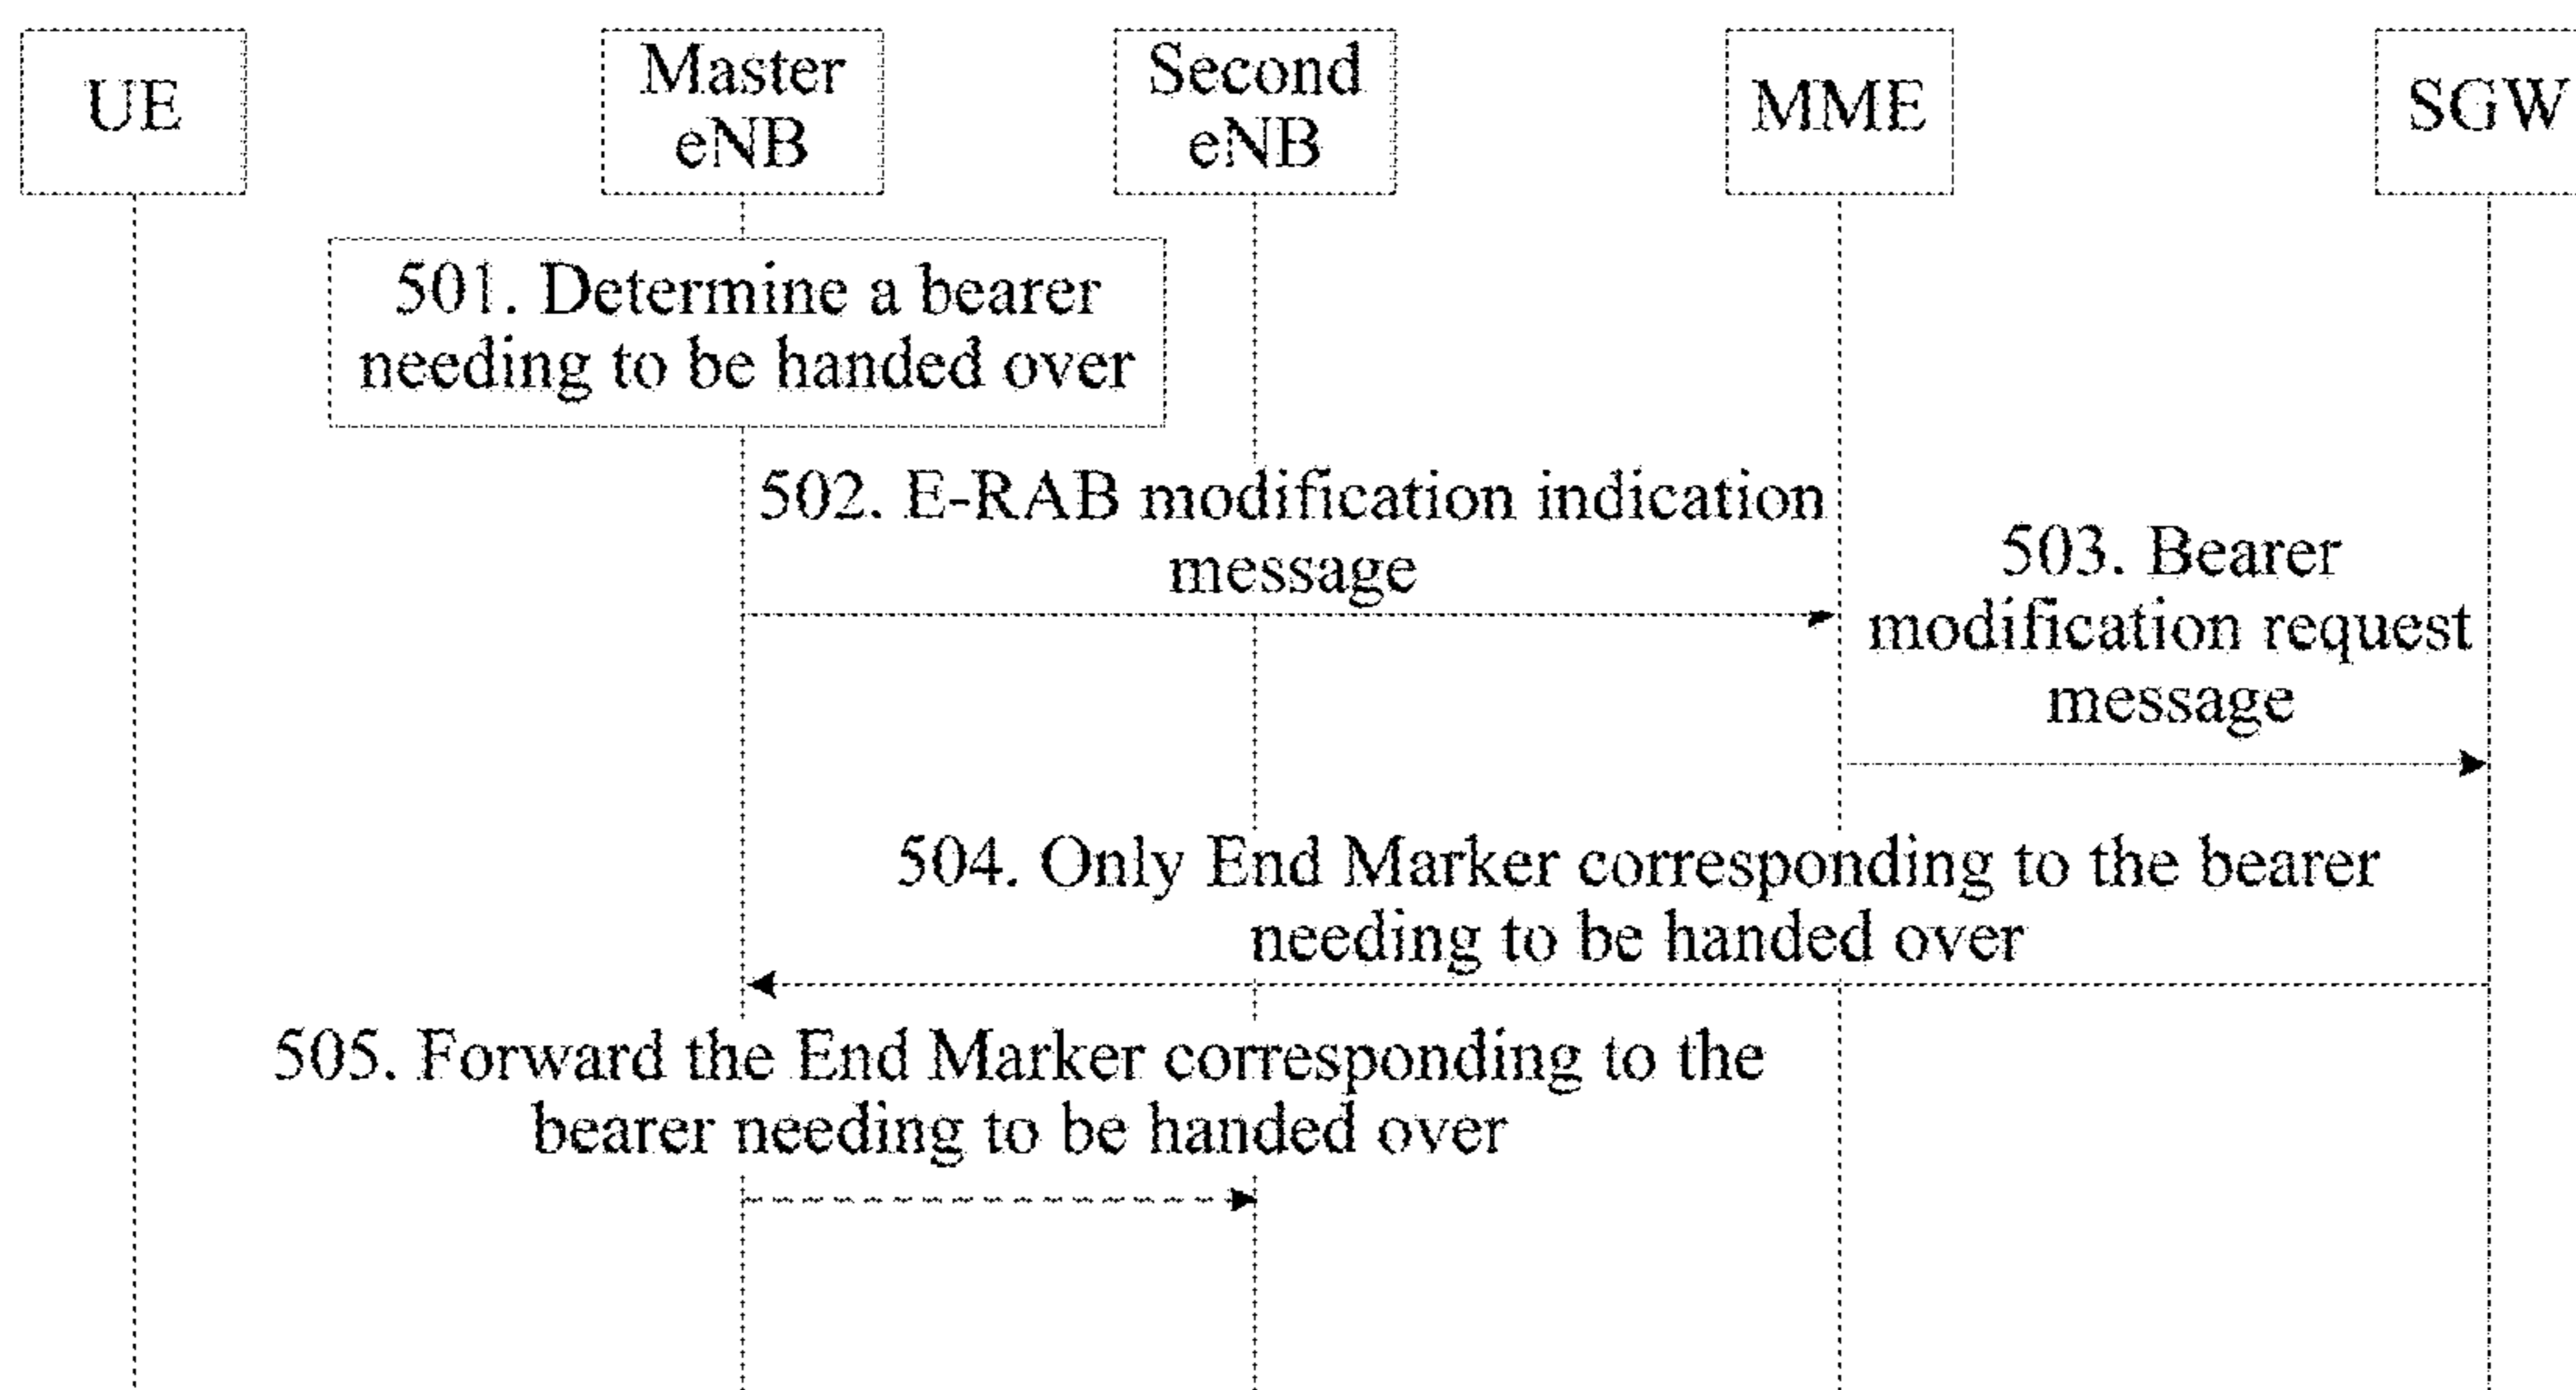 UE
Master
eNB
Second
eNB
MME
SGW
501. Determine a bearer
needing to be handed over
502. E-RAB modification indication
message
503. Bearer
modification request
message
504. Only End Marker corresponding to the bearer
needing to be handed over
505. Forward the End Marker corresponding to the
bearer needing to be handed over